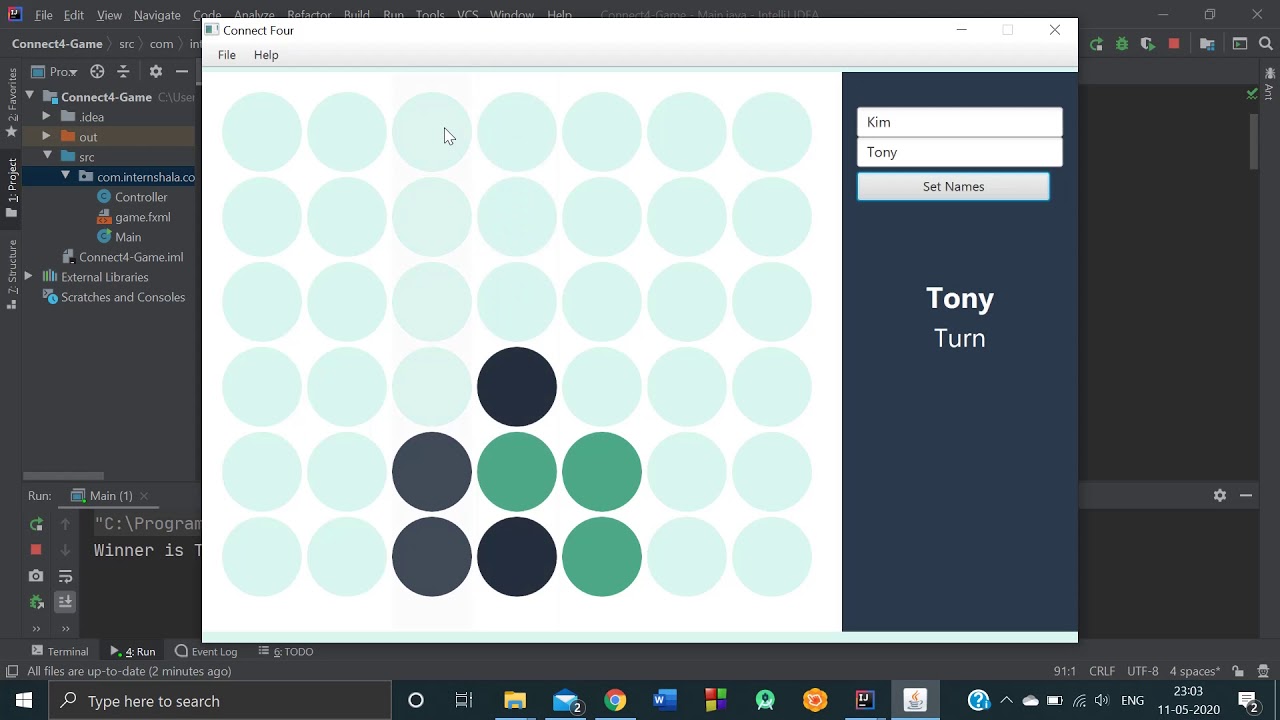 File Edit View Navigate Code Refactor Build Run Tools VCS Window Help Connect4-Game - Main.java - IntelliJ IDEA
Connect Four
File Help
Connect4-Game > src > com
2: Favorites
1: Project
7: Structure
Ant
Connect4-Game C:\User
.idea
out
src
com.internshala.co
Controller
game.fxml
Main
Connect4-Game.iml
External Libraries
Scratches and Consoles
Kim
Tony
Set Names
Tony
Turn
Run: Main (1)
"C:\Program
Winner is T
Terminal 4: Run Event Log 6: TODO
All files are up-to-date (2 minutes ago) 91:1 CRLF UTF-8 4 spaces*
Type here to search 2 ENG 23:03
11-05-2020 2